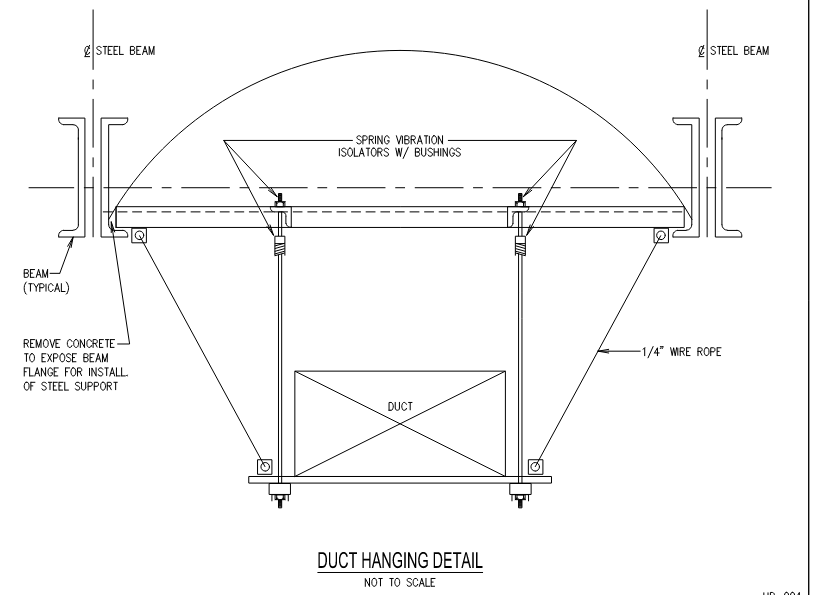 ℄ STEEL BEAM
℄ STEEL BEAM
SPRING VIBRATION
ISOLATORS W/ BUSHINGS
BEAM
(TYPICAL)
REMOVE CONCRETE
TO EXPOSE BEAM
FLANGE FOR INSTALL.
OF STEEL SUPPORT
1/4" WIRE ROPE
DUCT
DUCT HANGING DETAIL
NOT TO SCALE